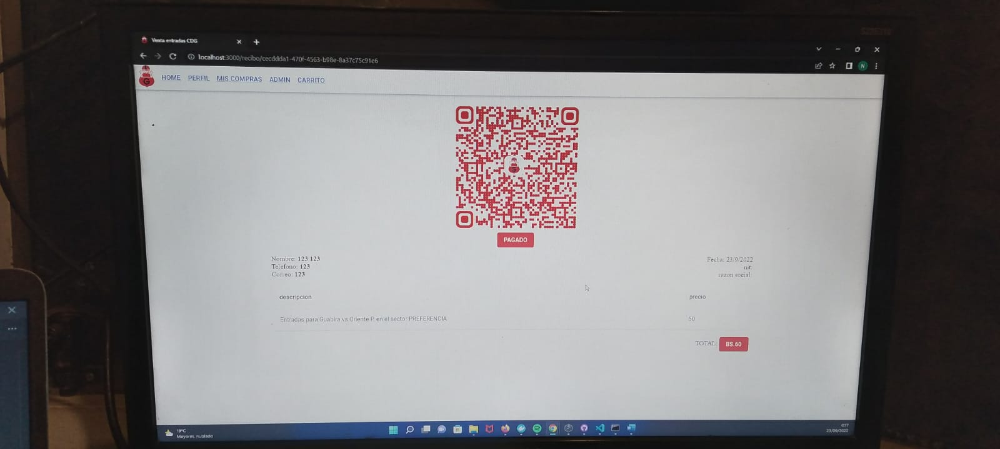 Venta entradas CDG
localhost:3000/recibo/cecddda1-470f-4563-b98e-8a37c75c91e6
N
G
HOME PERFIL MIS COMPRAS ADMIN CARRITO
G
PAGADO
Nombre: 123 123
Telefono: 123
Correo: 123
Fecha: 23/9/2022
nit:
razon social:
descripcion precio
Entradas para Guabira vs Oriente P. en el sector PREFERENCIA 60
TOTAL: BS.60
19°C
Mayorm. nublado
23/09/2022